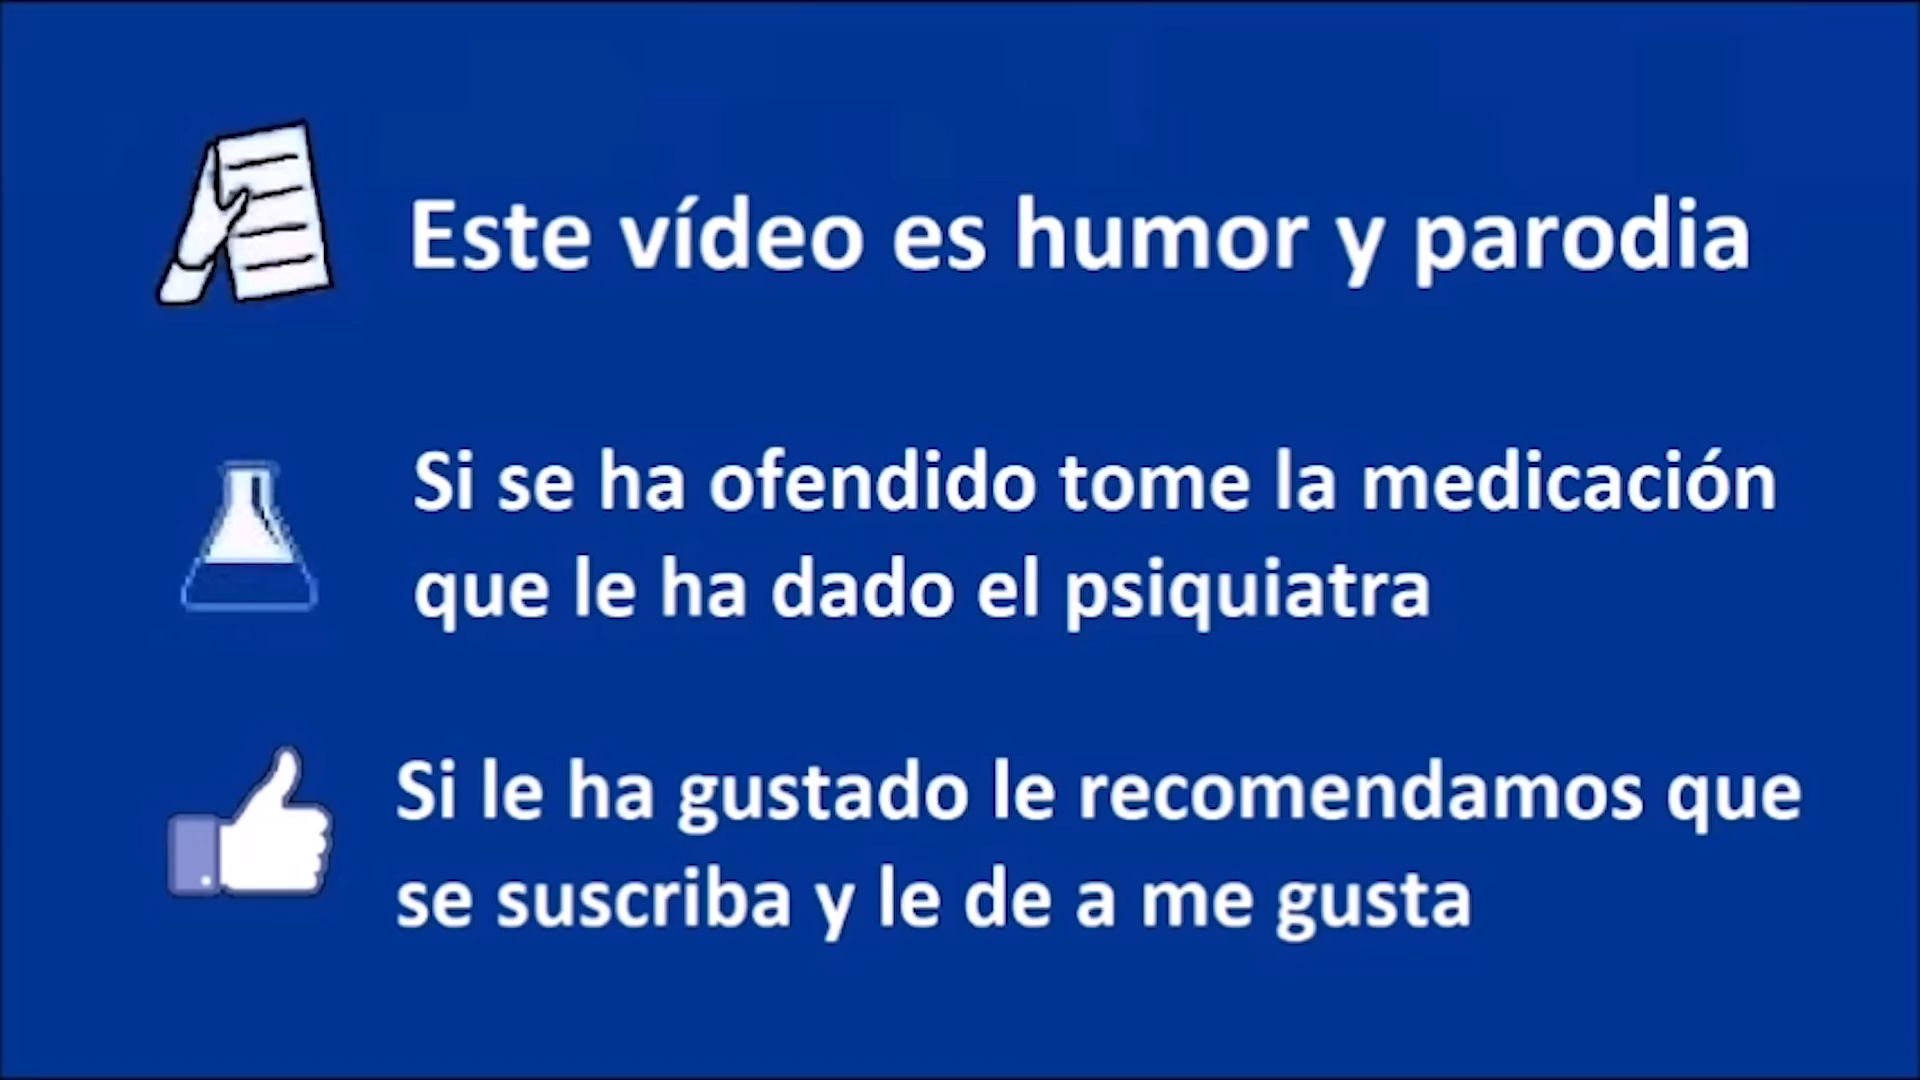 Este vídeo es humor y parodia
Si se ha ofendido tome la medicación
que le ha dado el psiquiatra
Si le ha gustado le recomendamos que
se suscriba y le de a me gusta